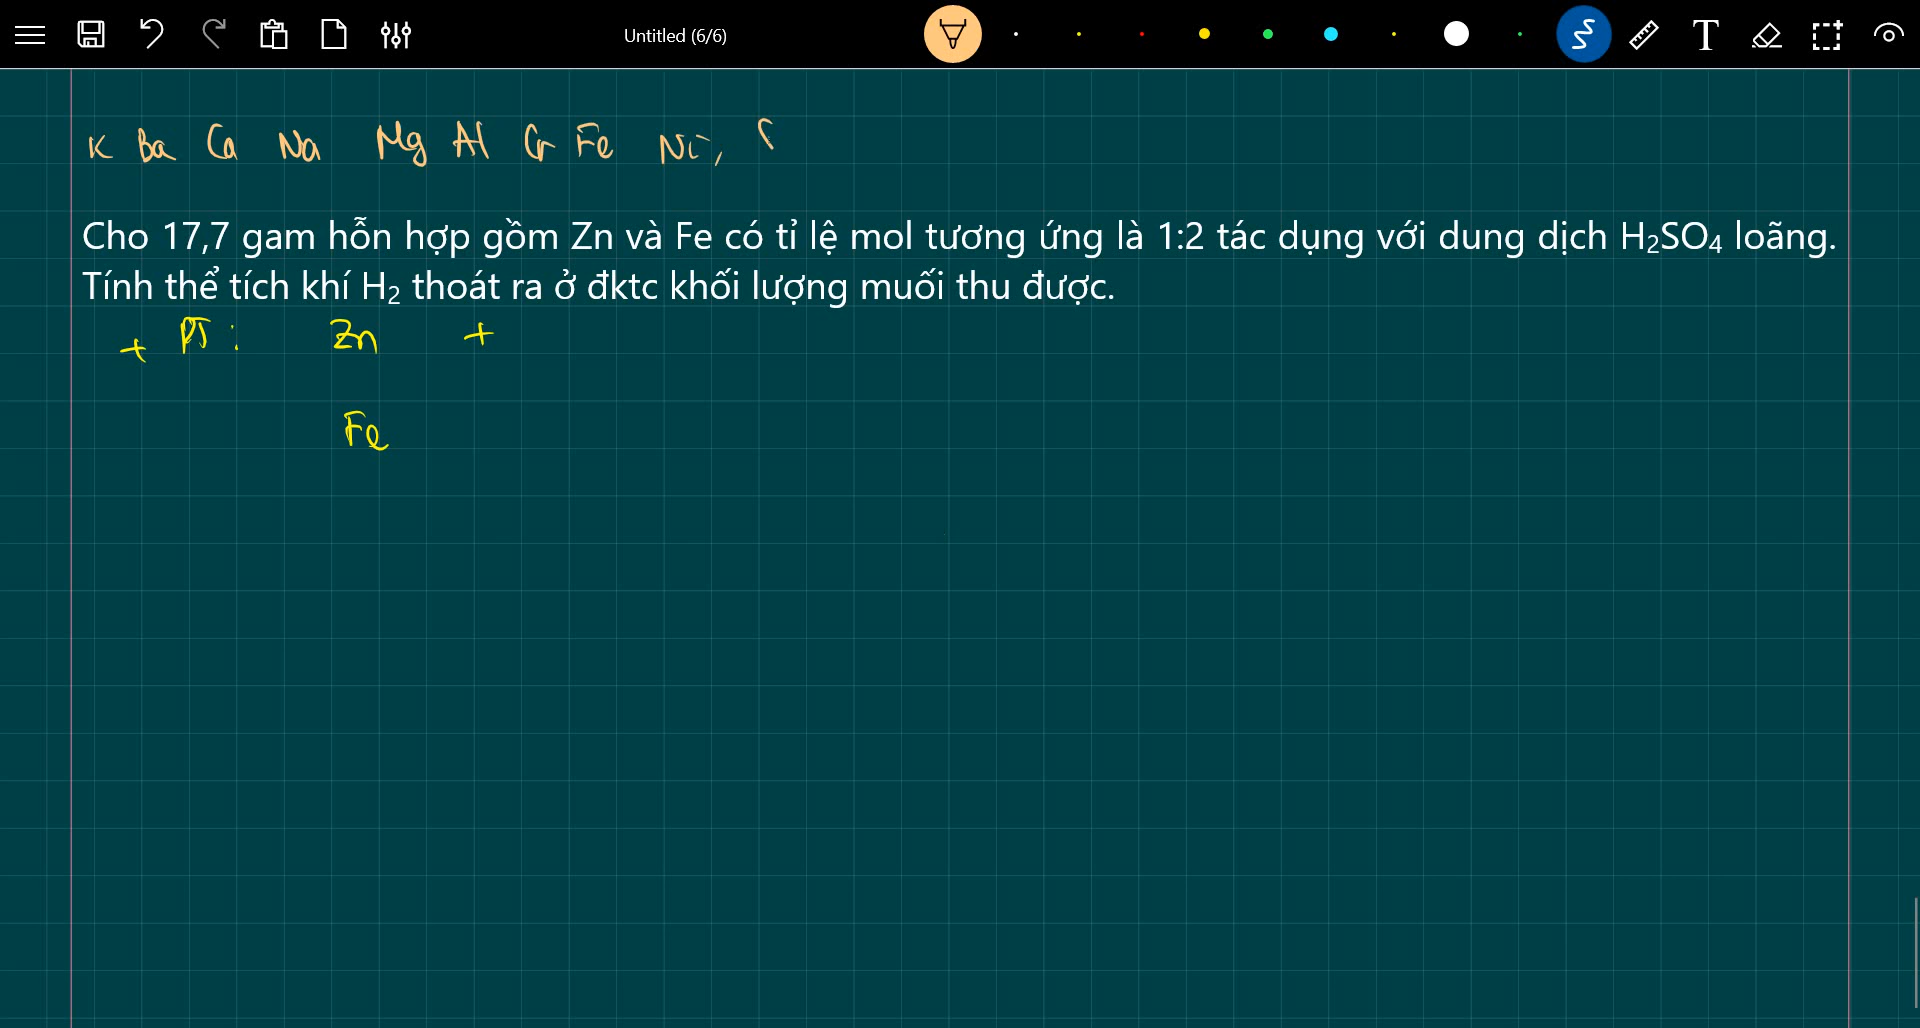 Untitled (6/6)
T
K Ba Ca Na Mg Al Cr Fe Ni,
Cho 17,7 gam hỗn hợp gồm Zn và Fe có tỉ lệ mol tương ứng là 1:2 tác dụng với dung dịch H₂SO₄ loãng.
Tính thể tích khí H₂ thoát ra ở đktc khối lượng muối thu được.
+ PT: Zn +
Fe